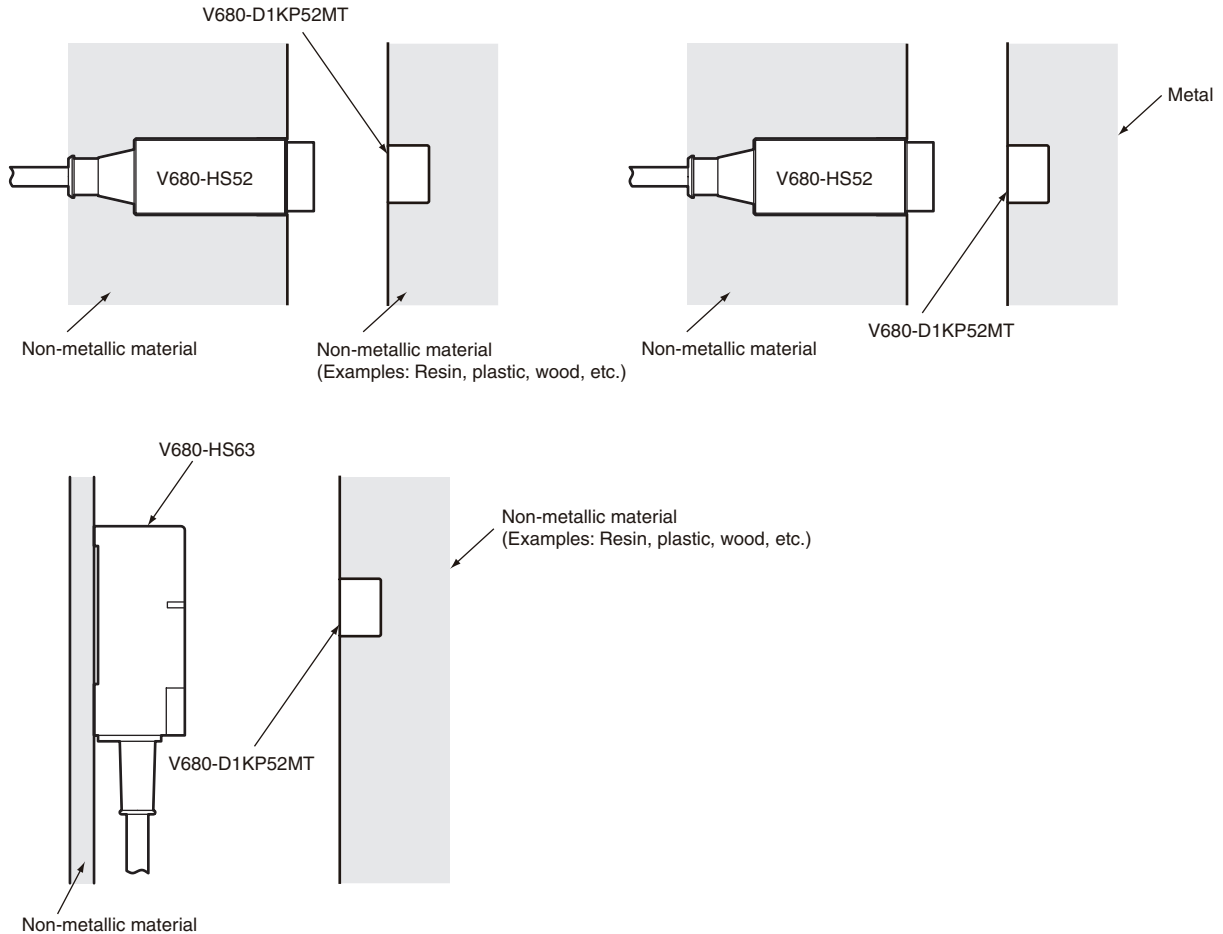 V680-D1KP52MT
V680-HS52
Non-metallic material
Non-metallic material
(Examples: Resin, plastic, wood, etc.)
Metal
V680-HS52
V680-D1KP52MT
Non-metallic material
V680-HS63
Non-metallic material
(Examples: Resin, plastic, wood, etc.)
V680-D1KP52MT
Non-metallic material